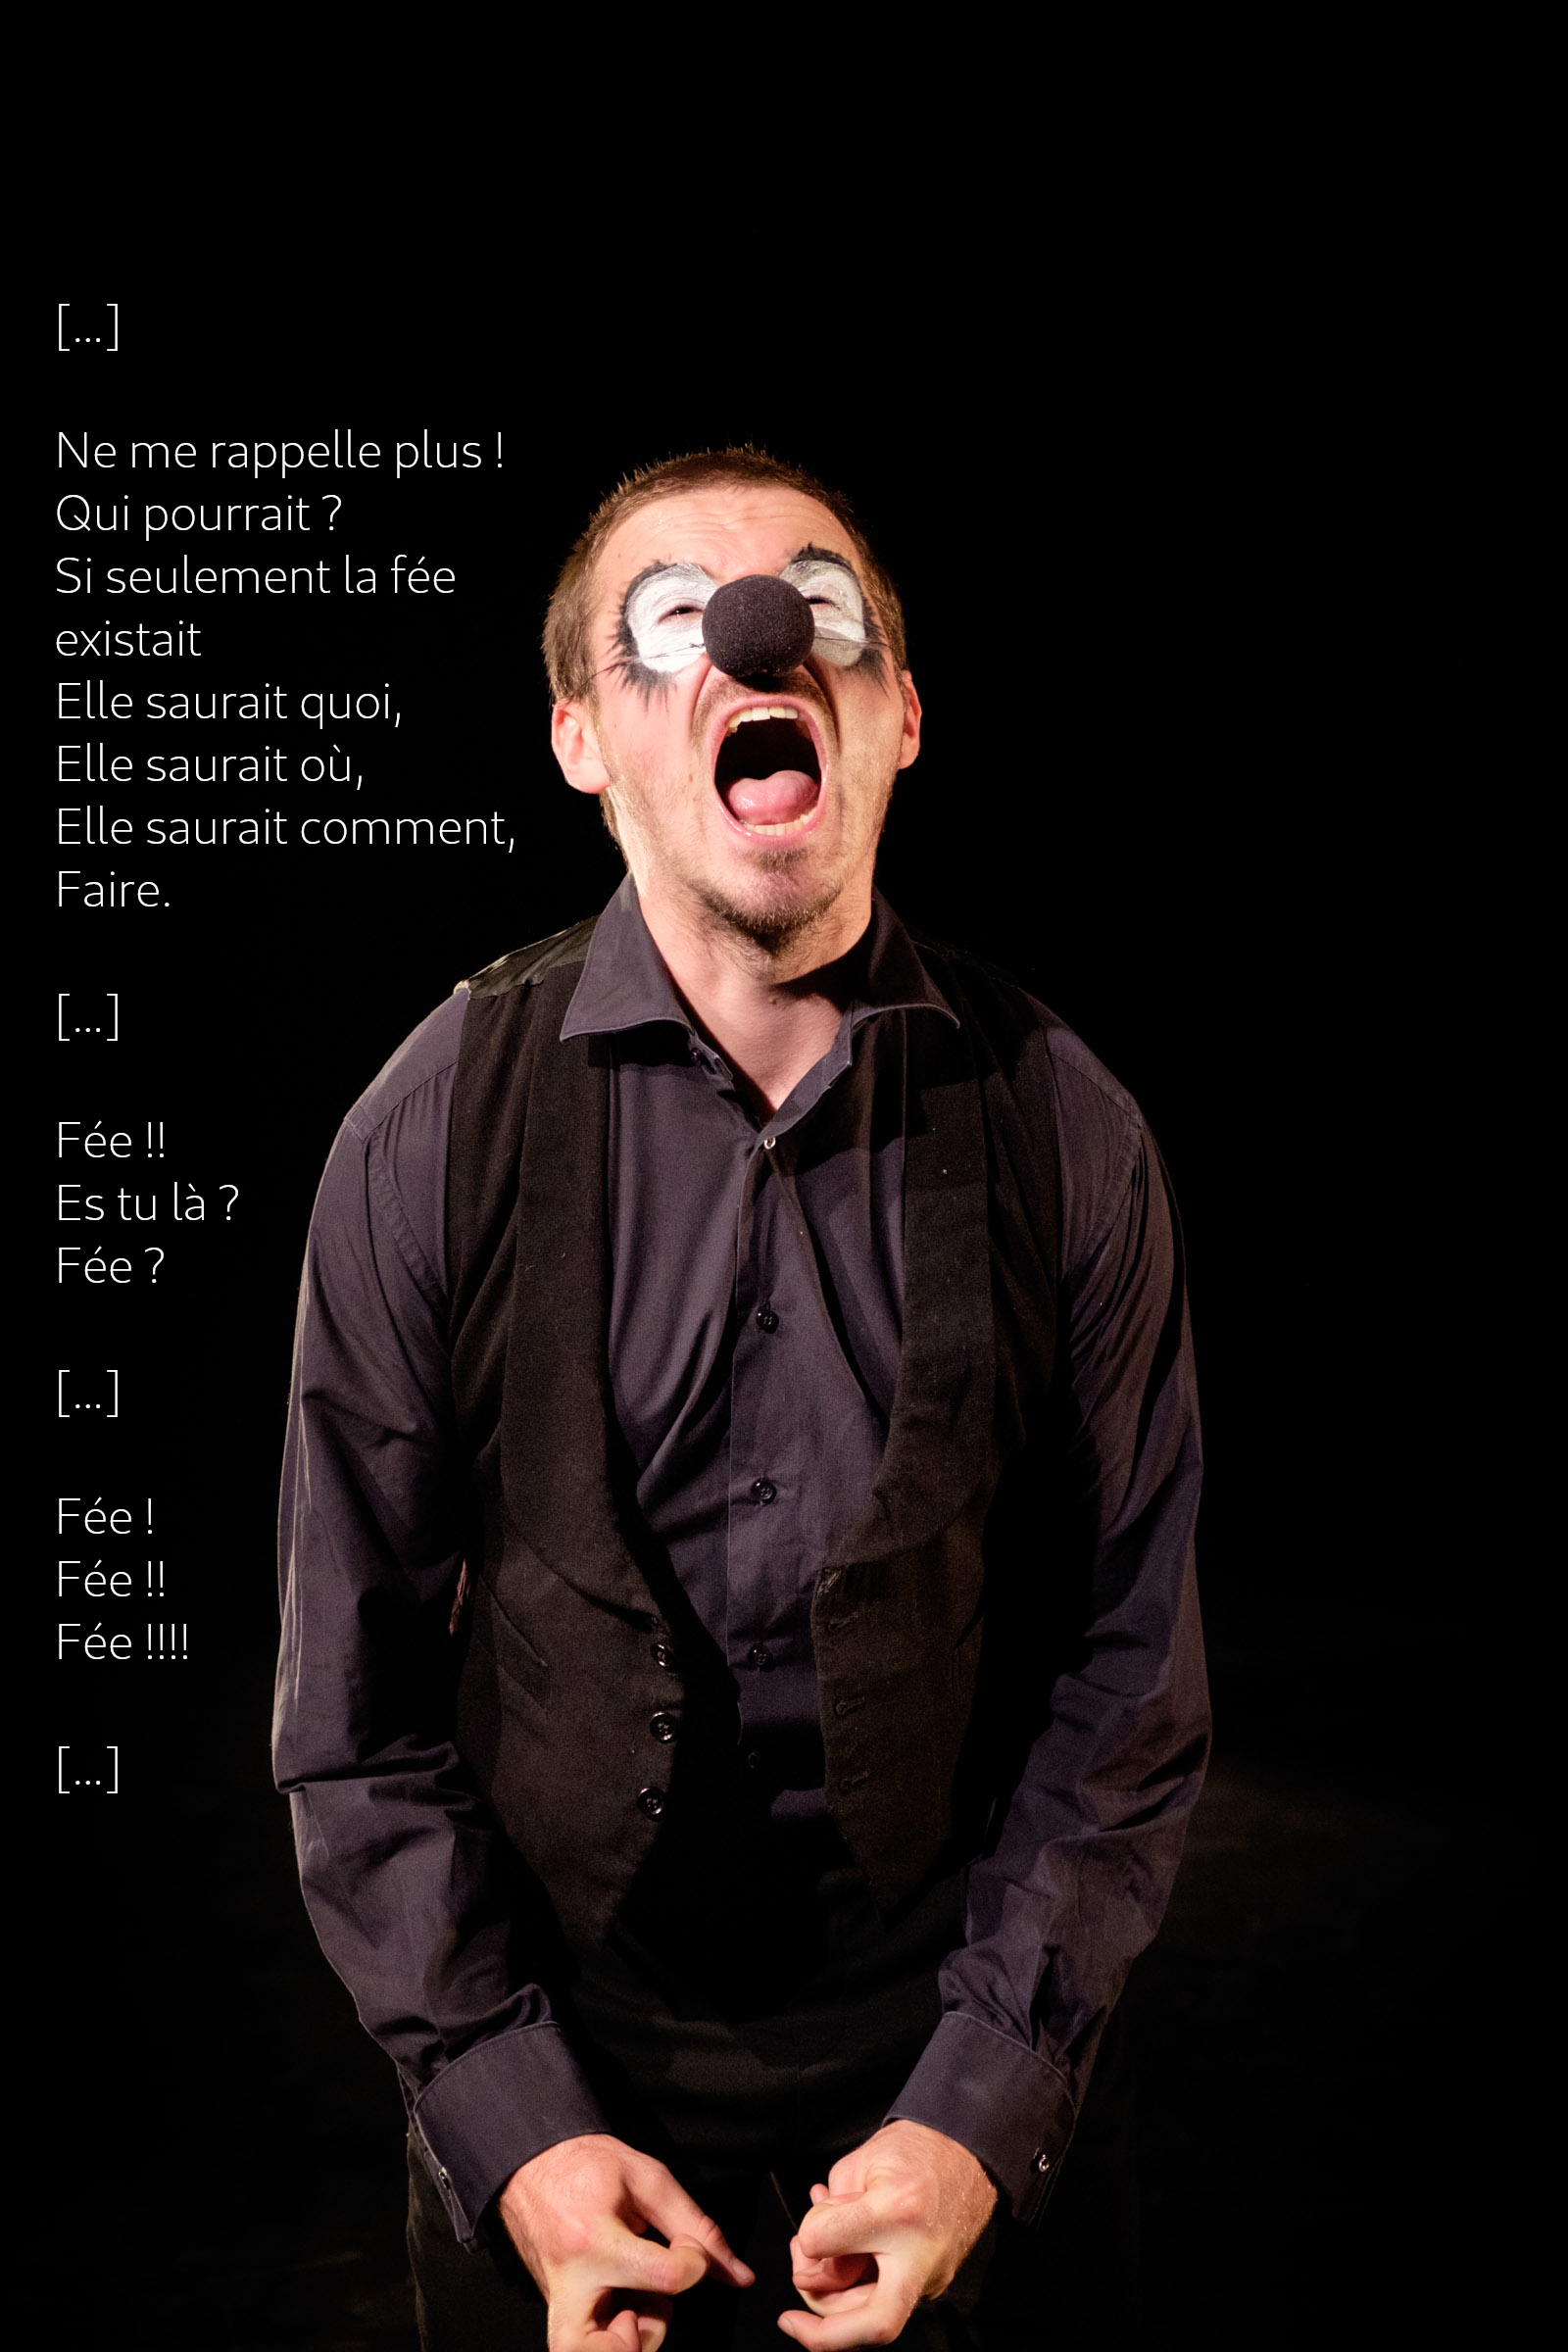 [...]
Ne me rappelle plus !
Qui pourrait ?
Si seulement la fée
existait
Elle saurait quoi,
Elle saurait où,
Elle saurait comment,
Faire.
[...]
Fée !!
Es tu là ?
Fée ?
[...]
Fée !
Fée !!
Fée !!!!
[...]